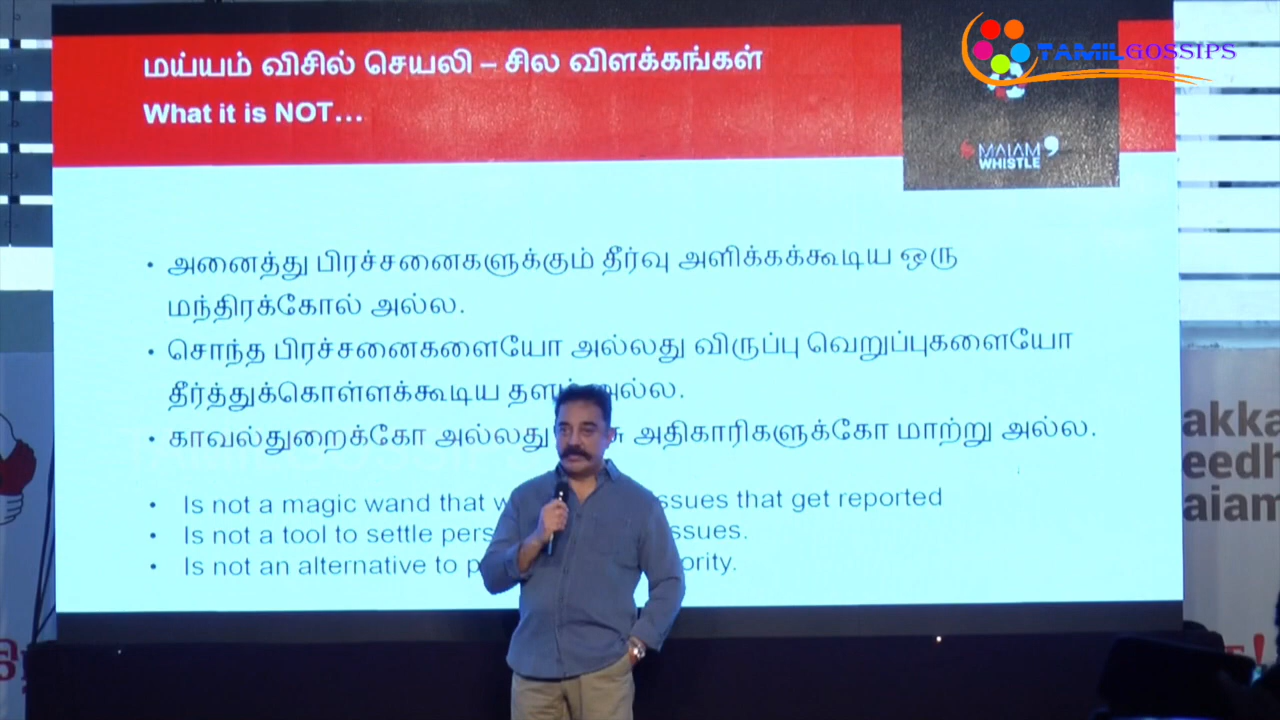 மய்யம் விசில் செயலி – சில விளக்கங்கள்
What it is NOT...
TAMILGOSSIPS
MAIAM
WHISTLE
• அனைத்து பிரச்சனைகளுக்கும் தீர்வு அளிக்கக்கூடிய ஒரு
மந்திரக்கோல் அல்ல.
• சொந்த பிரச்சனைகளையோ அல்லது விருப்பு வெறுப்புகளையோ
தீர்த்துக்கொள்ளக்கூடிய தளம் அல்ல.
• காவல்துறைக்கோ அல்லது அதிகாரிகளுக்கோ மாற்று அல்ல.
• Is not a magic wand that issues that get reported
• Is not a tool to settle issues.
• Is not an alternative to
akka
eedh
aiam